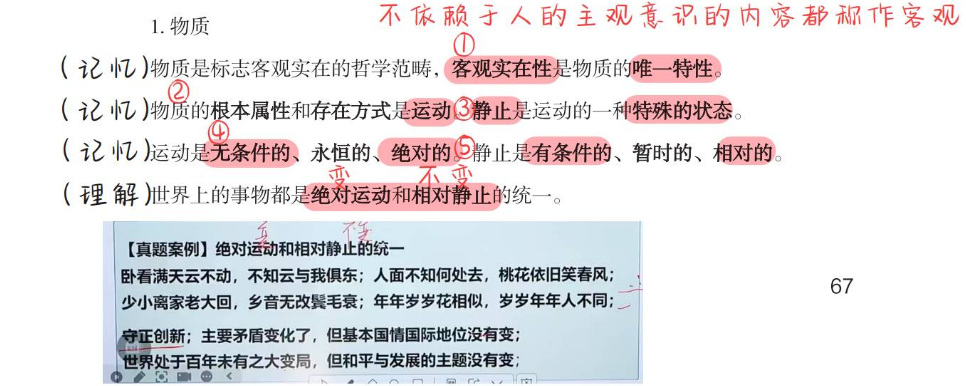 不依赖于人的主观意识的内容都称作客观
1. 物质
①
(记忆)物质是标志客观实在的哲学范畴，客观实在性是物质的唯一特性。
② ③
(记忆)物质的根本属性和存在方式是运动，静止是运动的一种特殊的状态。
④ ⑤
(记忆)运动是无条件的、永恒的、绝对的。静止是有条件的、暂时的、相对的。
变 不变
(理解)世界上的事物都是绝对运动和相对静止的统一。
【真题案例】绝对运动和相对静止的统一
卧看满天云不动，不知云与我俱东；人面不知何处去，桃花依旧笑春风；
67
少小离家老大回，乡音无改鬓毛衰；年年岁岁花相似，岁岁年年人不同；
守正创新；主要矛盾变化了，但基本国情国际地位没有变；
世界处于百年未有之大变局，但和平与发展的主题没有变；